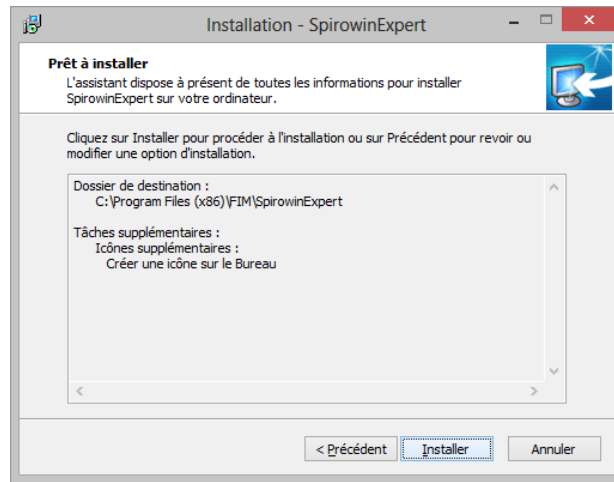 Installation - SpirowinExpert
Prêt à installer
L'assistant dispose à présent de toutes les informations pour installer
SpirowinExpert sur votre ordinateur.
Cliquez sur Installer pour procéder à l'installation ou sur Précédent pour revoir ou
modifier une option d'installation.
Dossier de destination :
C:\Program Files (x86)\FIM\SpirowinExpert
Tâches supplémentaires :
Icônes supplémentaires :
Créer une icône sur le Bureau
< Précédent Installer Annuler